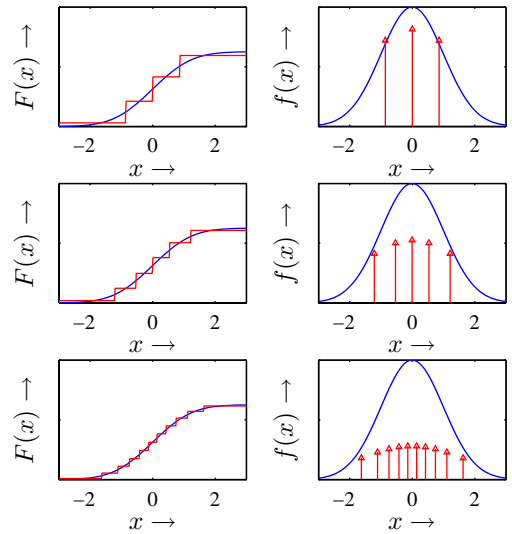 F(x) →
−2 0 2
x →
f(x) →
−2 0 2
x →
F(x) →
−2 0 2
x →
f(x) →
−2 0 2
x →
F(x) →
−2 0 2
x →
f(x) →
−2 0 2
x →